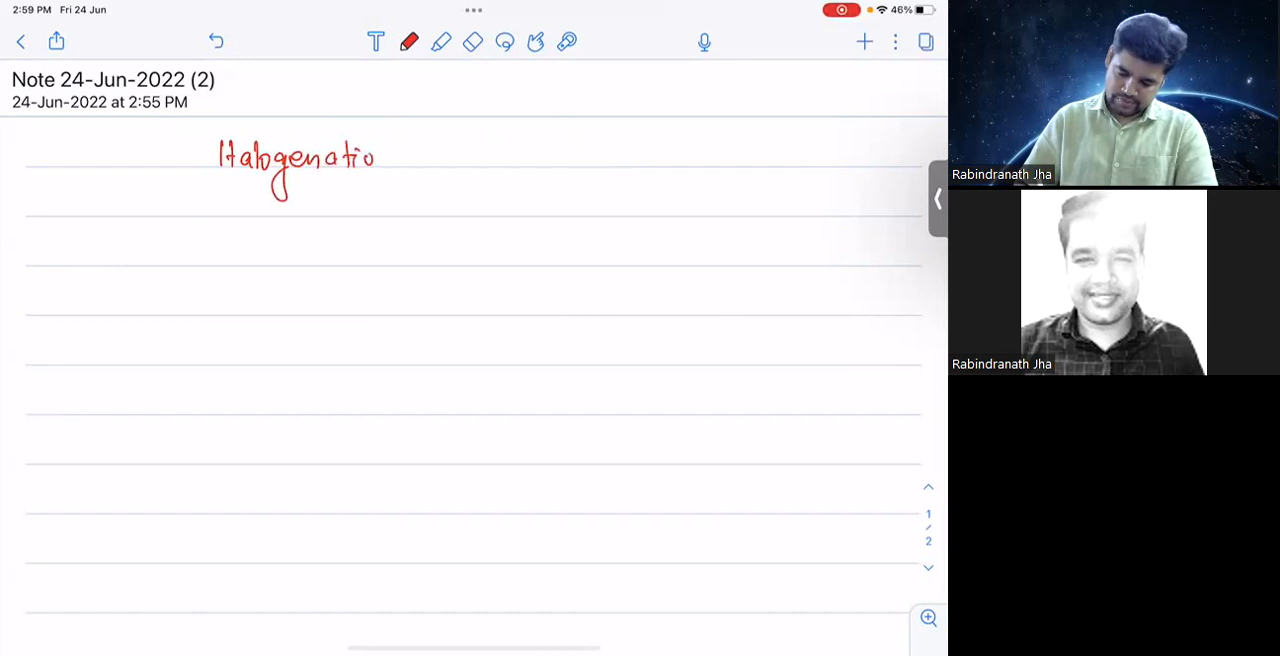 2:59 PM Fri 24 Jun
46%
T
Note 24-Jun-2022 (2)
24-Jun-2022 at 2:55 PM
Halogenatio
1
2
Rabindranath Jha
Rabindranath Jha